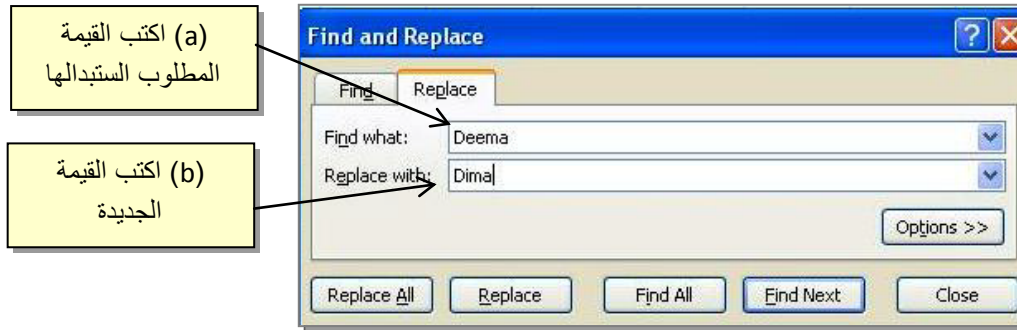 (a) اكتب القيمة
المطلوب الستبدالها
(b) اكتب القيمة
الجديدة
Find and Replace
Find
Replace
Find what: Deema
Replace with: Dima
Options >>
Replace All
Replace
Find All
Find Next
Close